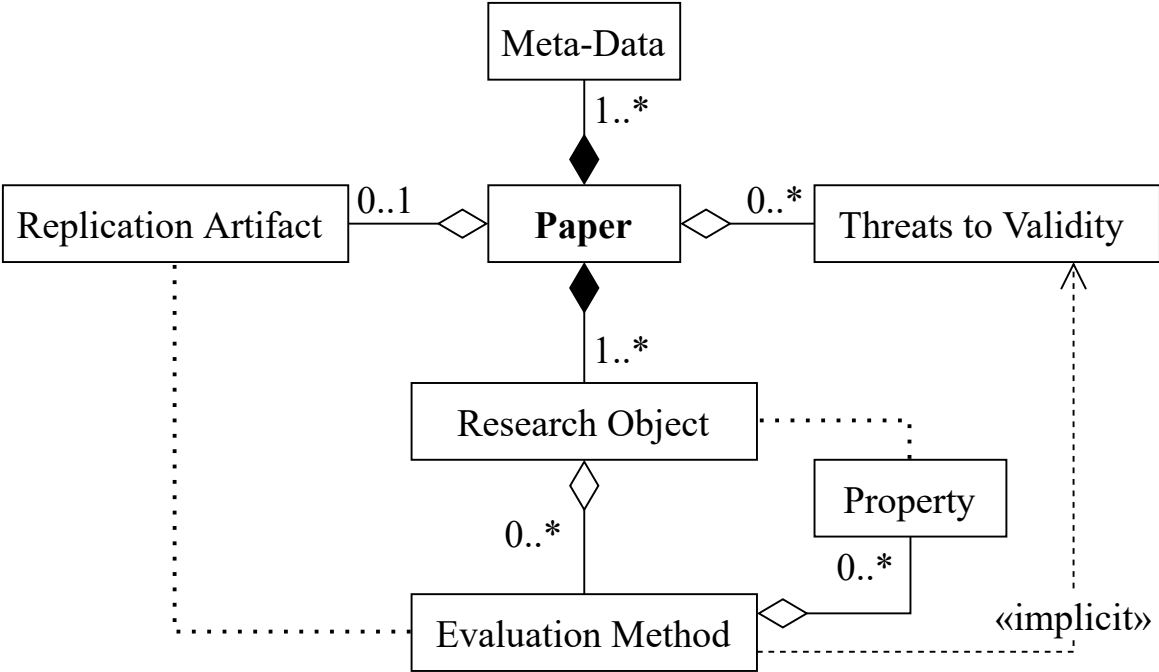 Meta-Data
1..*
Replication Artifact
0..1
Paper
0..*
Threats to Validity
1..*
Research Object
Property
0..*
0..*
«implicit»
Evaluation Method